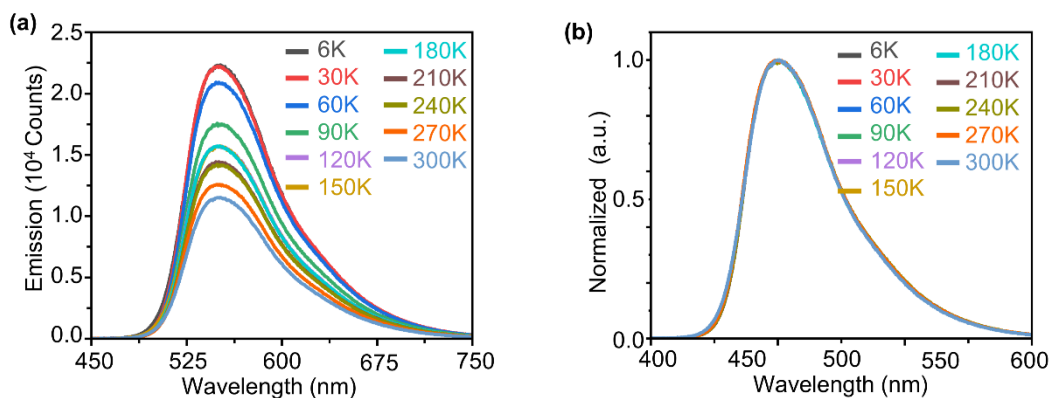 (a)
2.5
2.0
1.5
1.0
0.5
0.0
Emission (10⁴ Counts)
6K
30K
60K
90K
120K
150K
180K
210K
240K
270K
300K
450
525
600
675
750
Wavelength (nm)
(b)
1.0
0.5
0.0
Normalized (a.u.)
6K
30K
60K
90K
120K
150K
180K
210K
240K
270K
300K
400
450
500
550
600
Wavelength (nm)